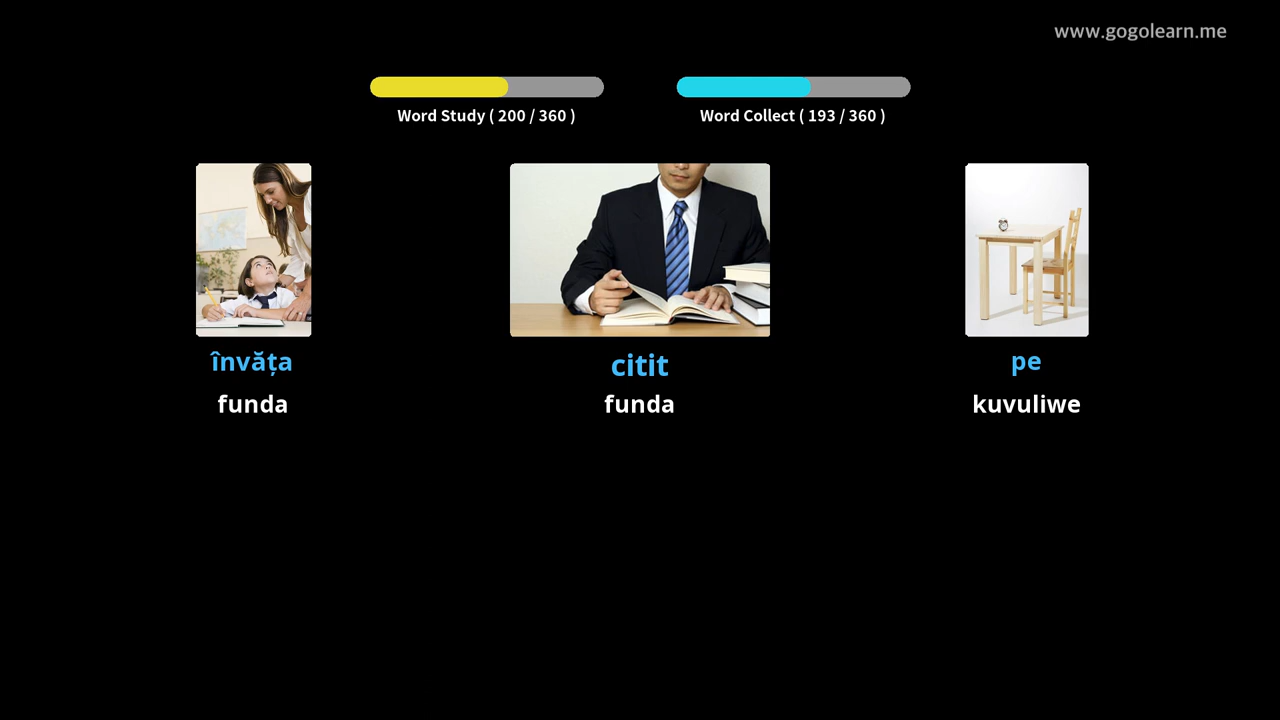 www.gogolearn.me
Word Study ( 200 / 360 )
Word Collect ( 193 / 360 )
învăța
citit
pe
funda
funda
kuvuliwe